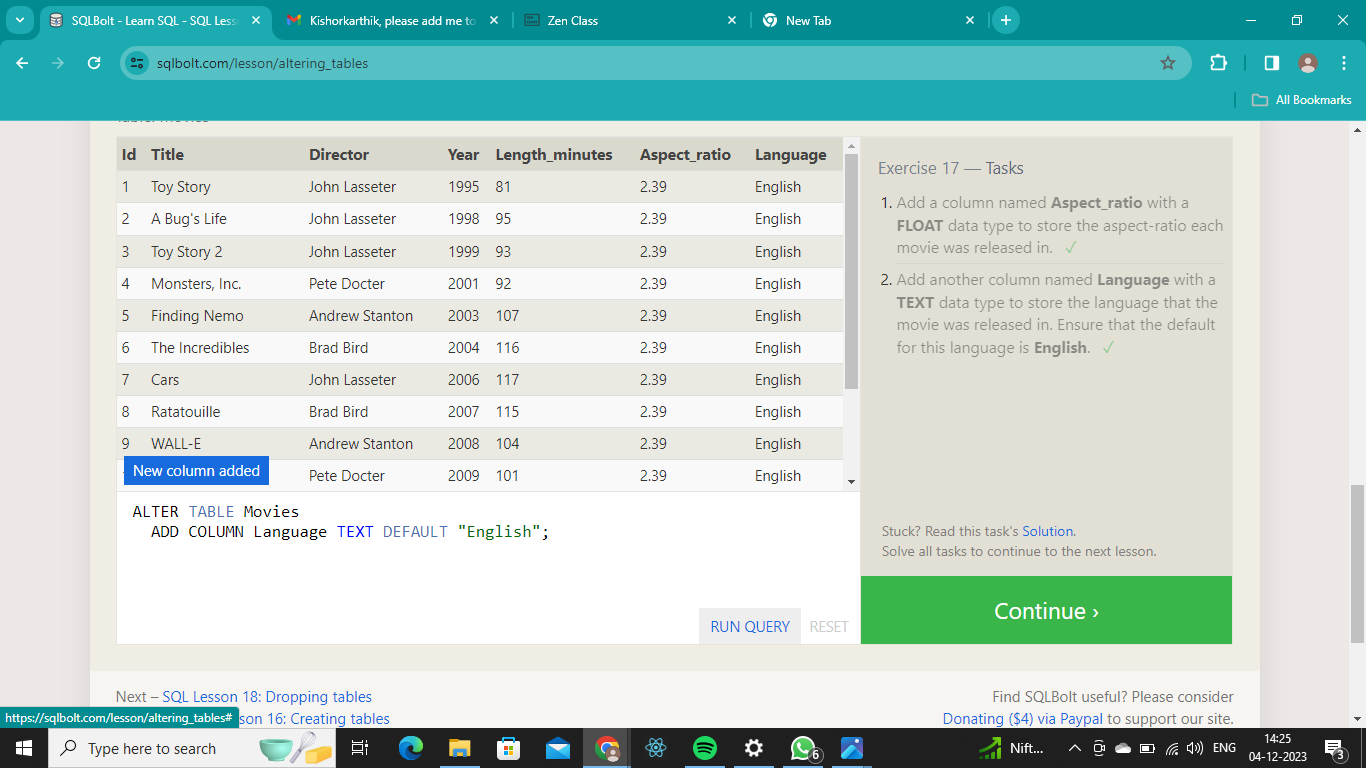 SQLBolt - Learn SQL - SQL Less
Kishorkarthik, please add me to
Zen Class
New Tab
sqlbolt.com/lesson/altering_tables
All Bookmarks
Id Title Director Year Length_minutes Aspect_ratio Language
1 Toy Story John Lasseter 1995 81 2.39 English
2 A Bug's Life John Lasseter 1998 95 2.39 English
3 Toy Story 2 John Lasseter 1999 93 2.39 English
4 Monsters, Inc. Pete Docter 2001 92 2.39 English
5 Finding Nemo Andrew Stanton 2003 107 2.39 English
6 The Incredibles Brad Bird 2004 116 2.39 English
7 Cars John Lasseter 2006 117 2.39 English
8 Ratatouille Brad Bird 2007 115 2.39 English
9 WALL-E Andrew Stanton 2008 104 2.39 English
Pete Docter 2009 101 2.39 English
New column added
ALTER TABLE Movies
ADD COLUMN Language TEXT DEFAULT "English";
RUN QUERY RESET
Exercise 17 — Tasks
1. Add a column named Aspect_ratio with a
FLOAT data type to store the aspect-ratio each
movie was released in. ✓
2. Add another column named Language with a
TEXT data type to store the language that the
movie was released in. Ensure that the default
for this language is English. ✓
Stuck? Read this task's Solution.
Solve all tasks to continue to the next lesson.
Continue ›
Next – SQL Lesson 18: Dropping tables
son 16: Creating tables
Find SQLBolt useful? Please consider
Donating ($4) via Paypal to support our site.
https://sqlbolt.com/lesson/altering_tables#
Type here to search
6
Nift...
ENG
14:25
04-12-2023
3